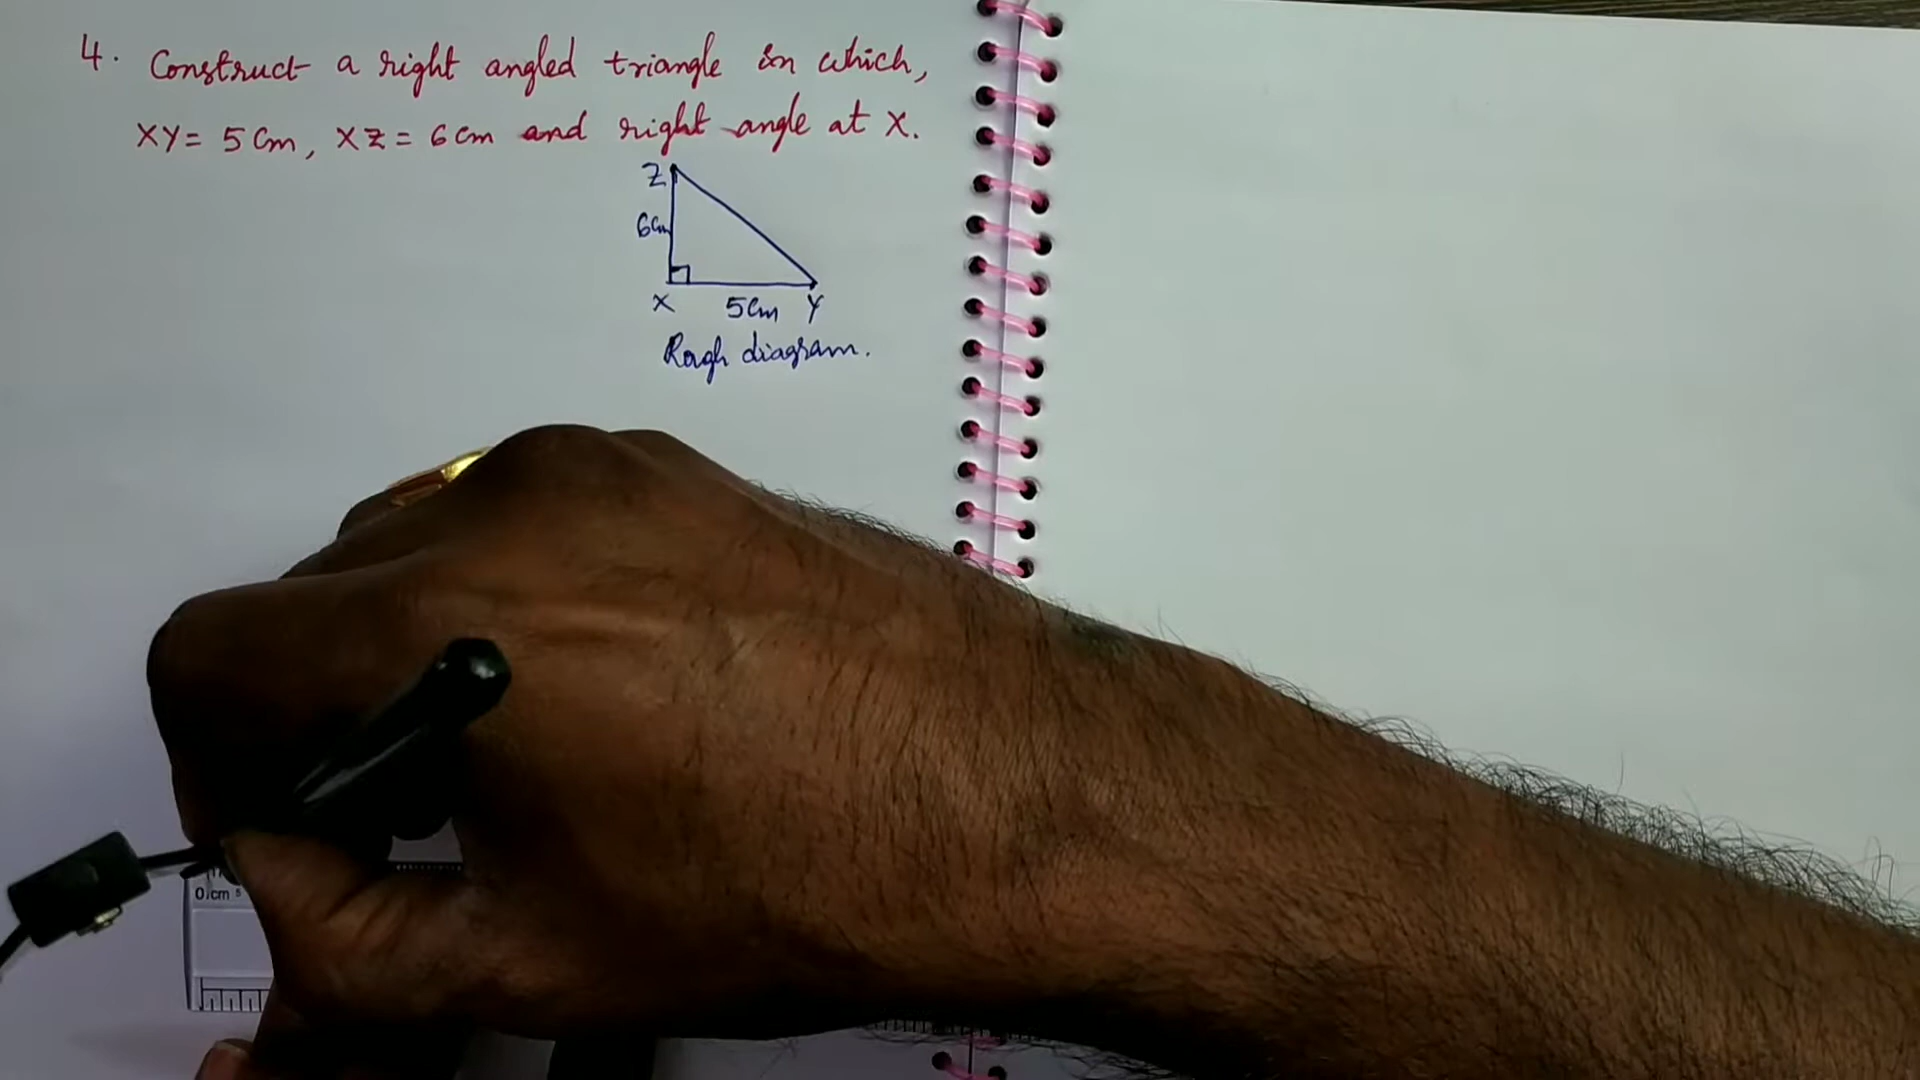 4. Construct a right angled triangle in which,
XY = 5 Cm, XZ = 6 Cm and right angle at X.
Z
6Cm
X 5Cm Y
Rough diagram.
0 cm 5